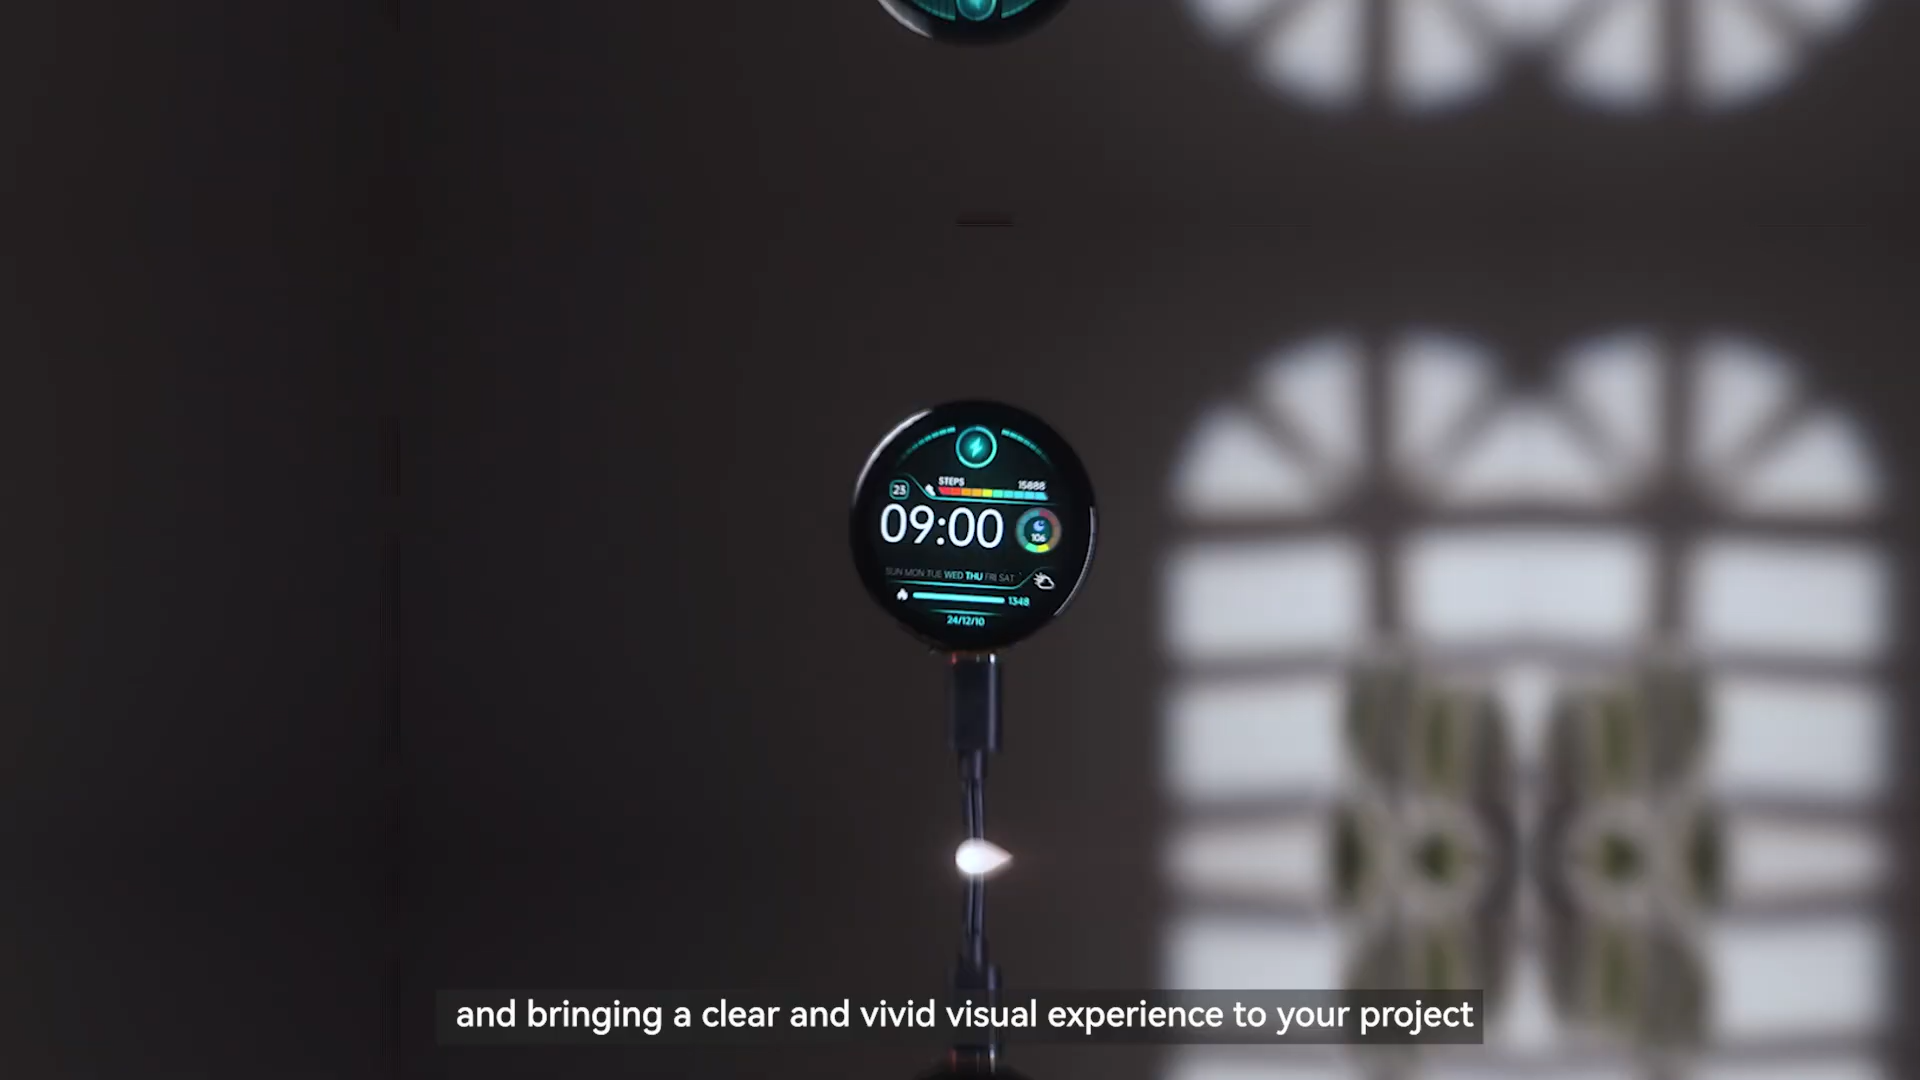 STEPS 15888
23
09:00
106
SUN MON TUE WED THU FRI SAT
1348
24/12/10
and bringing a clear and vivid visual experience to your project